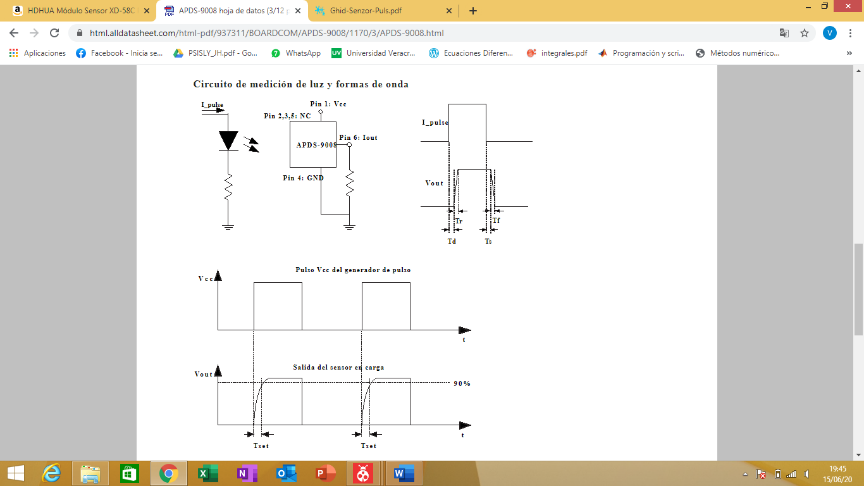 HDHUA Módulo Sensor XD-58C
APDS-9008 hoja de datos (3/12
Ghid-Senzor-Puls.pdf
html.alldatasheet.com/html-pdf/937311/BOARDCOM/APDS-9008/1170/3/APDS-9008.html
V
Aplicaciones
Facebook - Inicia se...
PSISLY_JH.pdf - Go...
WhatsApp
Universidad Veracr...
Ecuaciones Diferen...
integrales.pdf
Programación y scri...
Métodos numérico...
»
Circuito de medición de luz y formas de onda
I_pulse
Pin 1: Vcc
Pin 2,3,5: NC
APDS-9008
Pin 6: Iout
Pin 4: GND
I_pulte
Vout
Tr
Tf
Td
Ts
Pulso Vcc del generador de pulso
Vcc
t
Salida del sensor en carga
Vout
90%
t
Tset
Tset
19:45
15/06/20